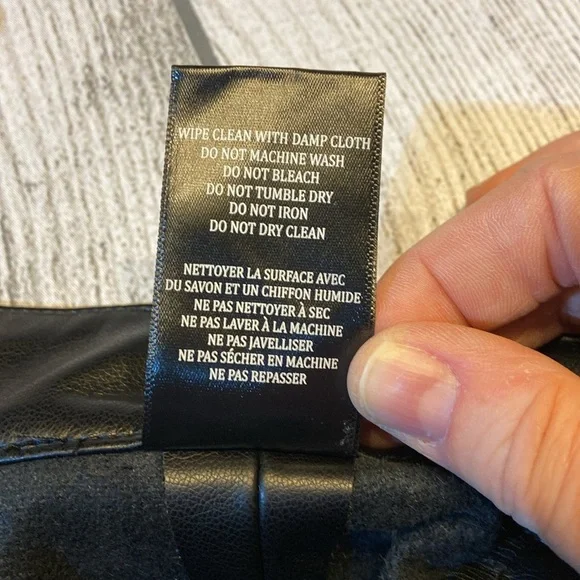 WIPE CLEAN WITH DAMP CLOTH
DO NOT MACHINE WASH
DO NOT BLEACH
DO NOT TUMBLE DRY
DO NOT IRON
DO NOT DRY CLEAN
NETTOYER LA SURFACE AVEC
DU SAVON ET UN CHIFFON HUMIDE
NE PAS NETTOYER À SEC
NE PAS LAVER À LA MACHINE
NE PAS JAVELLISER
NE PAS SÉCHER EN MACHINE
NE PAS REPASSER